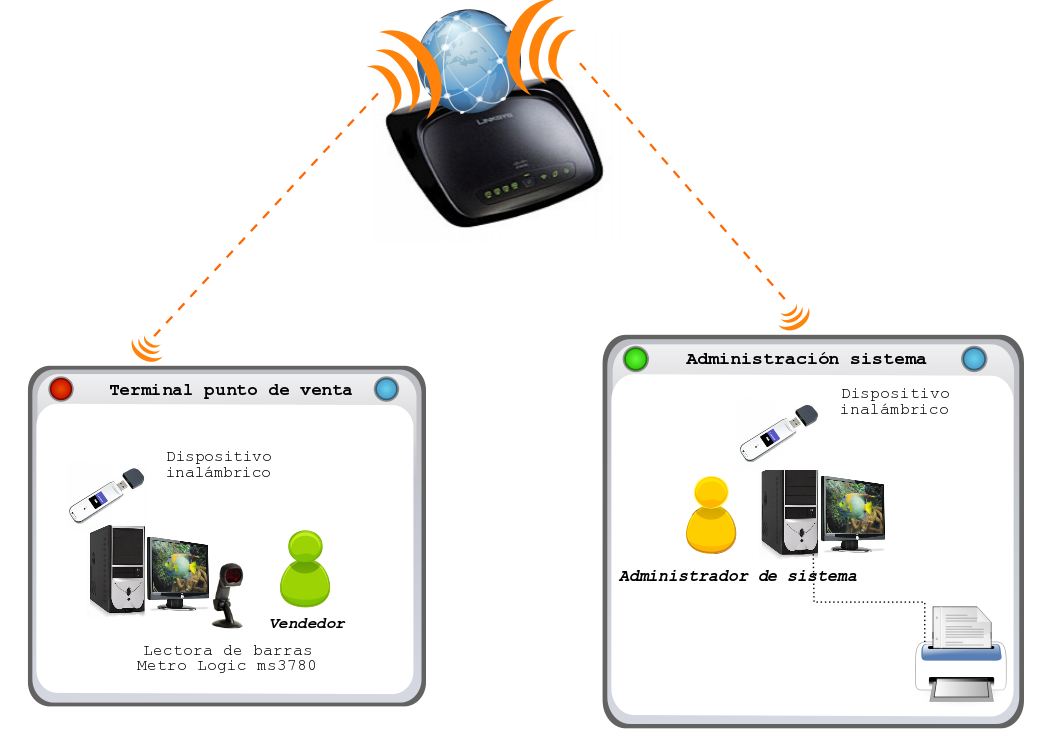 LINKSYS
Terminal punto de venta
Dispositivo
inalámbrico
Vendedor
Lectora de barras
Metro Logic ms3780
Administración sistema
Dispositivo
inalámbrico
Administrador de sistema